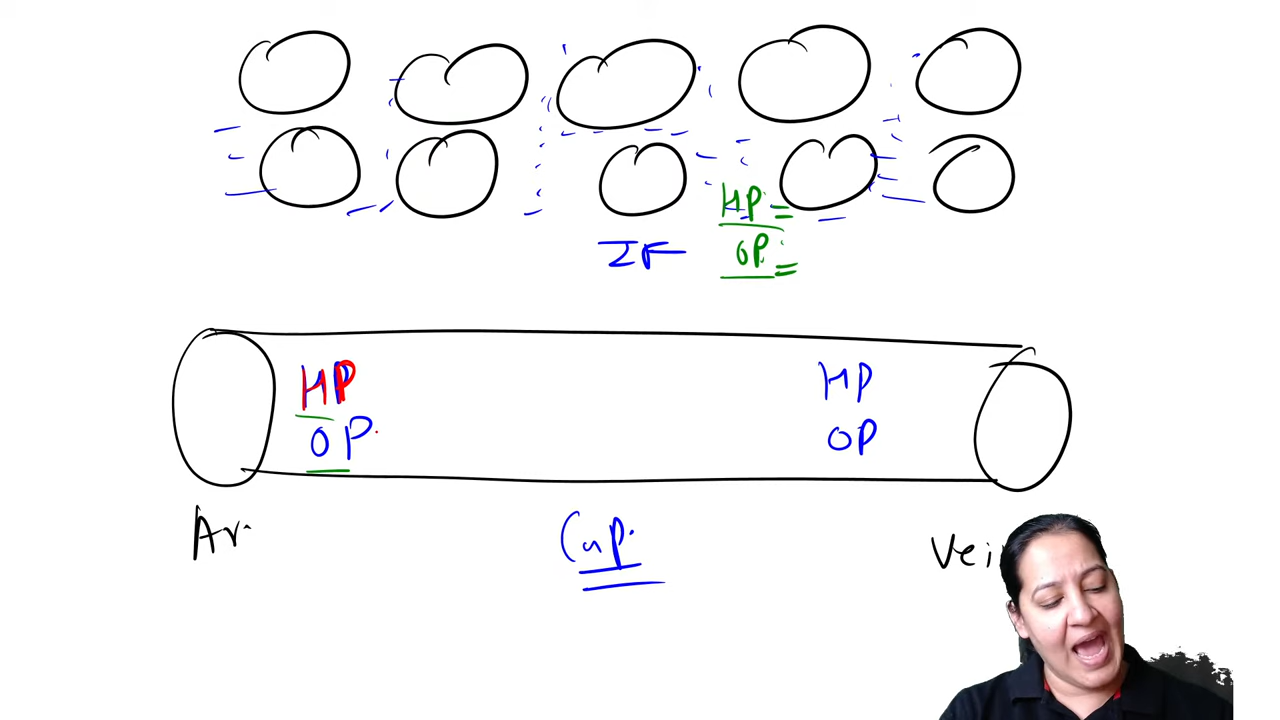 HP =
OP =
IF
HP
OP
HP
OP
Ar.
Cap.
Vei